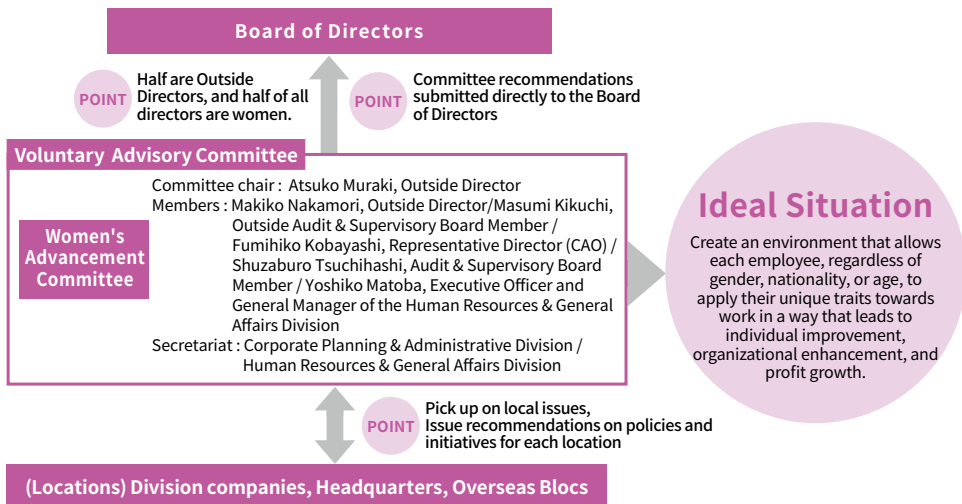 Board of Directors
POINT
Half are Outside
Directors, and half of all
directors are women.
POINT
Committee recommendations
submitted directly to the Board
of Directors
Voluntary Advisory Committee
Women's
Advancement
Committee
Committee chair : Atsuko Muraki, Outside Director
Members : Makiko Nakamori, Outside Director/Masumi Kikuchi,
Outside Audit & Supervisory Board Member /
Fumihiko Kobayashi, Representative Director (CAO) /
Shuzaburo Tsuchihashi, Audit & Supervisory Board
Member / Yoshiko Matoba, Executive Officer and
General Manager of the Human Resources & General
Affairs Division
Secretariat : Corporate Planning & Administrative Division /
Human Resources & General Affairs Division
Ideal Situation
Create an environment that allows
each employee, regardless of
gender, nationality, or age, to
apply their unique traits towards
work in a way that leads to
individual improvement,
organizational enhancement, and
profit growth.
POINT
Pick up on local issues,
Issue recommendations on policies and
initiatives for each location
(Locations) Division companies, Headquarters, Overseas Blocs